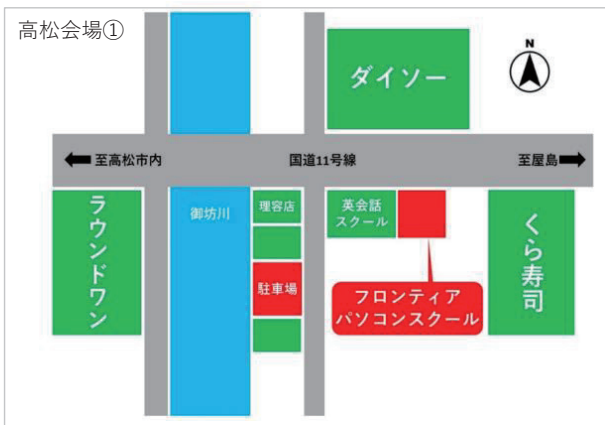 高松会場①
ダイソー
N
至高松市内
国道11号線
至屋島
ラウンドワン
御坊川
理容店
英会話
スクール
くら寿司
駐車場
フロンティア
パソコンスクール